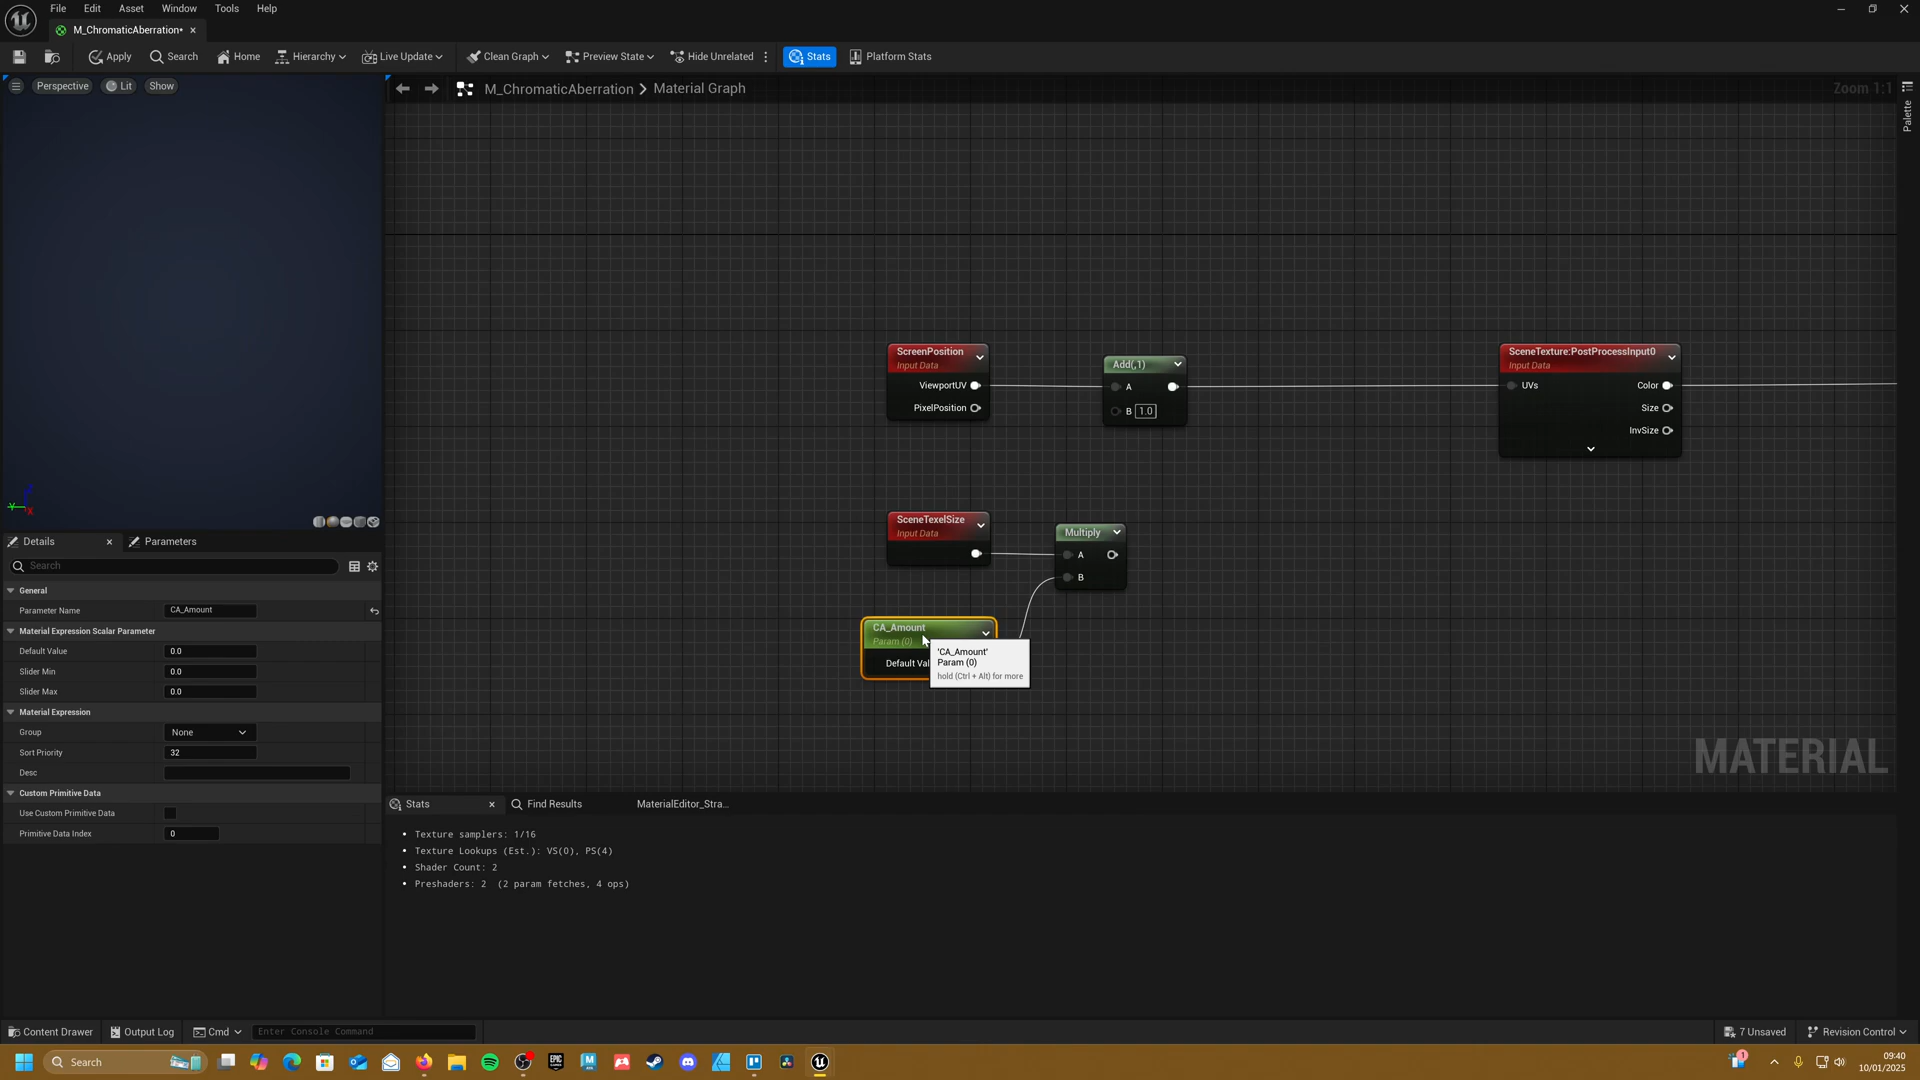 File Edit Asset Window Tools Help
M_ChromaticAberration•
Apply Search Home Hierarchy Live Update Clean Graph Preview State Hide Unrelated Stats Platform Stats
Perspective Lit Show
M_ChromaticAberration Material Graph
Zoom 1:1
Palette
ScreenPosition
Input Data
ViewportUV
PixelPosition
Add(,1)
A
B 1.0
SceneTexture:PostProcessInput0
Input Data
UVs Color
Size
InvSize
SceneTexelSize
Input Data
Multiply
A
B
CA_Amount
Param (0)
Default Val
'CA_Amount'
Param (0)
hold (Ctrl + Alt) for more
MATERIAL
Z
Y
X
Details Parameters
Search
General
Parameter Name CA_Amount
Material Expression Scalar Parameter
Default Value 0.0
Slider Min 0.0
Slider Max 0.0
Material Expression
Group None
Sort Priority 32
Desc
Custom Primitive Data
Use Custom Primitive Data
Primitive Data Index 0
Stats Find Results MaterialEditor_Stra...
• Texture samplers: 1/16
• Texture Lookups (Est.): VS(0), PS(4)
• Shader Count: 2
• Preshaders: 2 (2 param fetches, 4 ops)
Content Drawer Output Log Cmd Enter Console Command 7 Unsaved Revision Control
Search
EPIC
M
1
09:40
10/01/2025